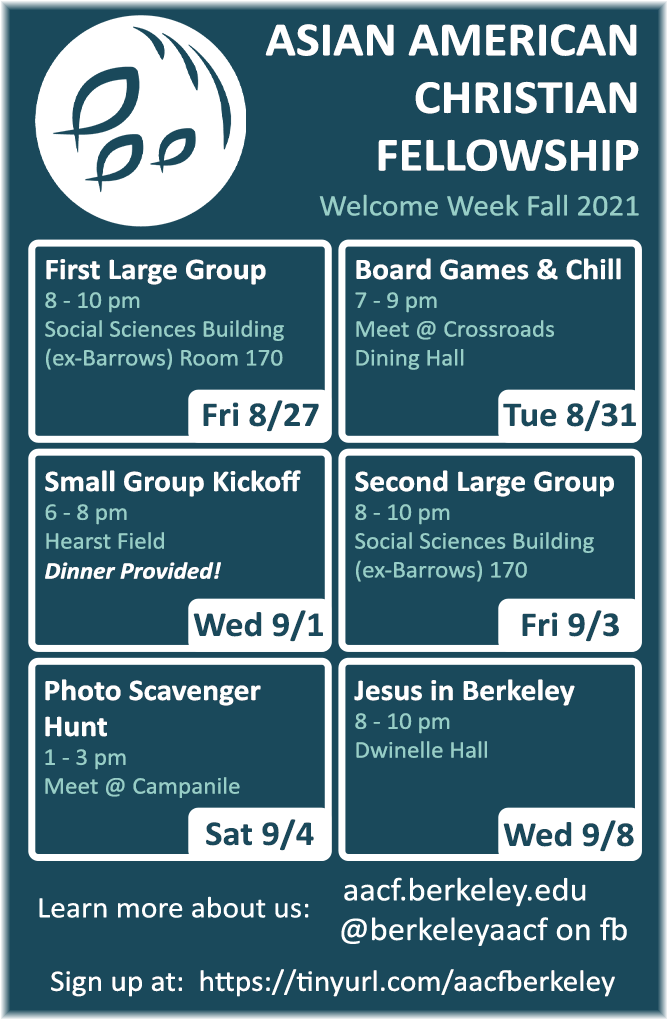 ASIAN AMERICAN
CHRISTIAN
FELLOWSHIP
Welcome Week Fall 2021
First Large Group
8 - 10 pm
Social Sciences Building
(ex-Barrows) Room 170
Fri 8/27
Board Games & Chill
7 - 9 pm
Meet @ Crossroads
Dining Hall
Tue 8/31
Small Group Kickoff
6 - 8 pm
Hearst Field
Dinner Provided!
Wed 9/1
Second Large Group
8 - 10 pm
Social Sciences Building
(ex-Barrows) 170
Fri 9/3
Photo Scavenger
Hunt
1 - 3 pm
Meet @ Campanile
Sat 9/4
Jesus in Berkeley
8 - 10 pm
Dwinelle Hall
Wed 9/8
Learn more about us:
aacf.berkeley.edu
@berkeleyaacf on fb
Sign up at: https://tinyurl.com/aacfberkeley